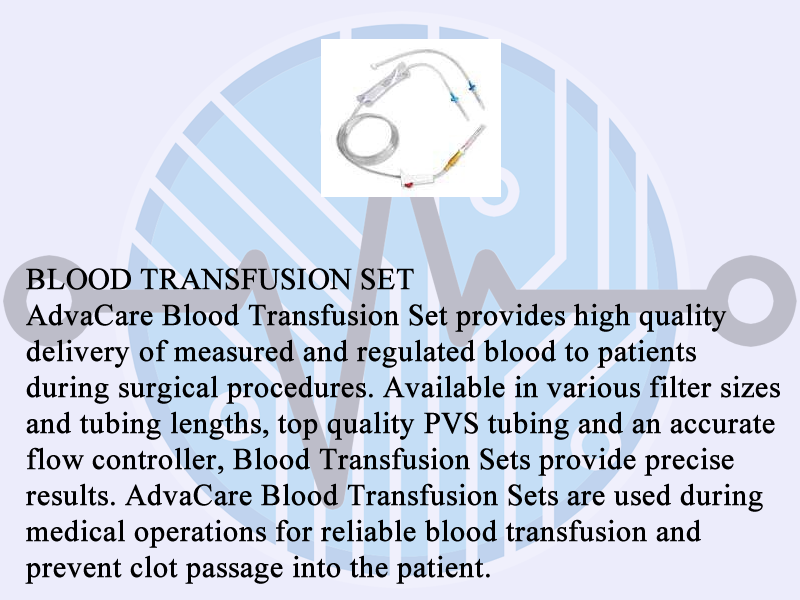 BLOOD TRANSFUSION SET
AdvaCare Blood Transfusion Set provides high quality
delivery of measured and regulated blood to patients
during surgical procedures. Available in various filter sizes
and tubing lengths, top quality PVS tubing and an accurate
flow controller, Blood Transfusion Sets provide precise
results. AdvaCare Blood Transfusion Sets are used during
medical operations for reliable blood transfusion and
prevent clot passage into the patient.